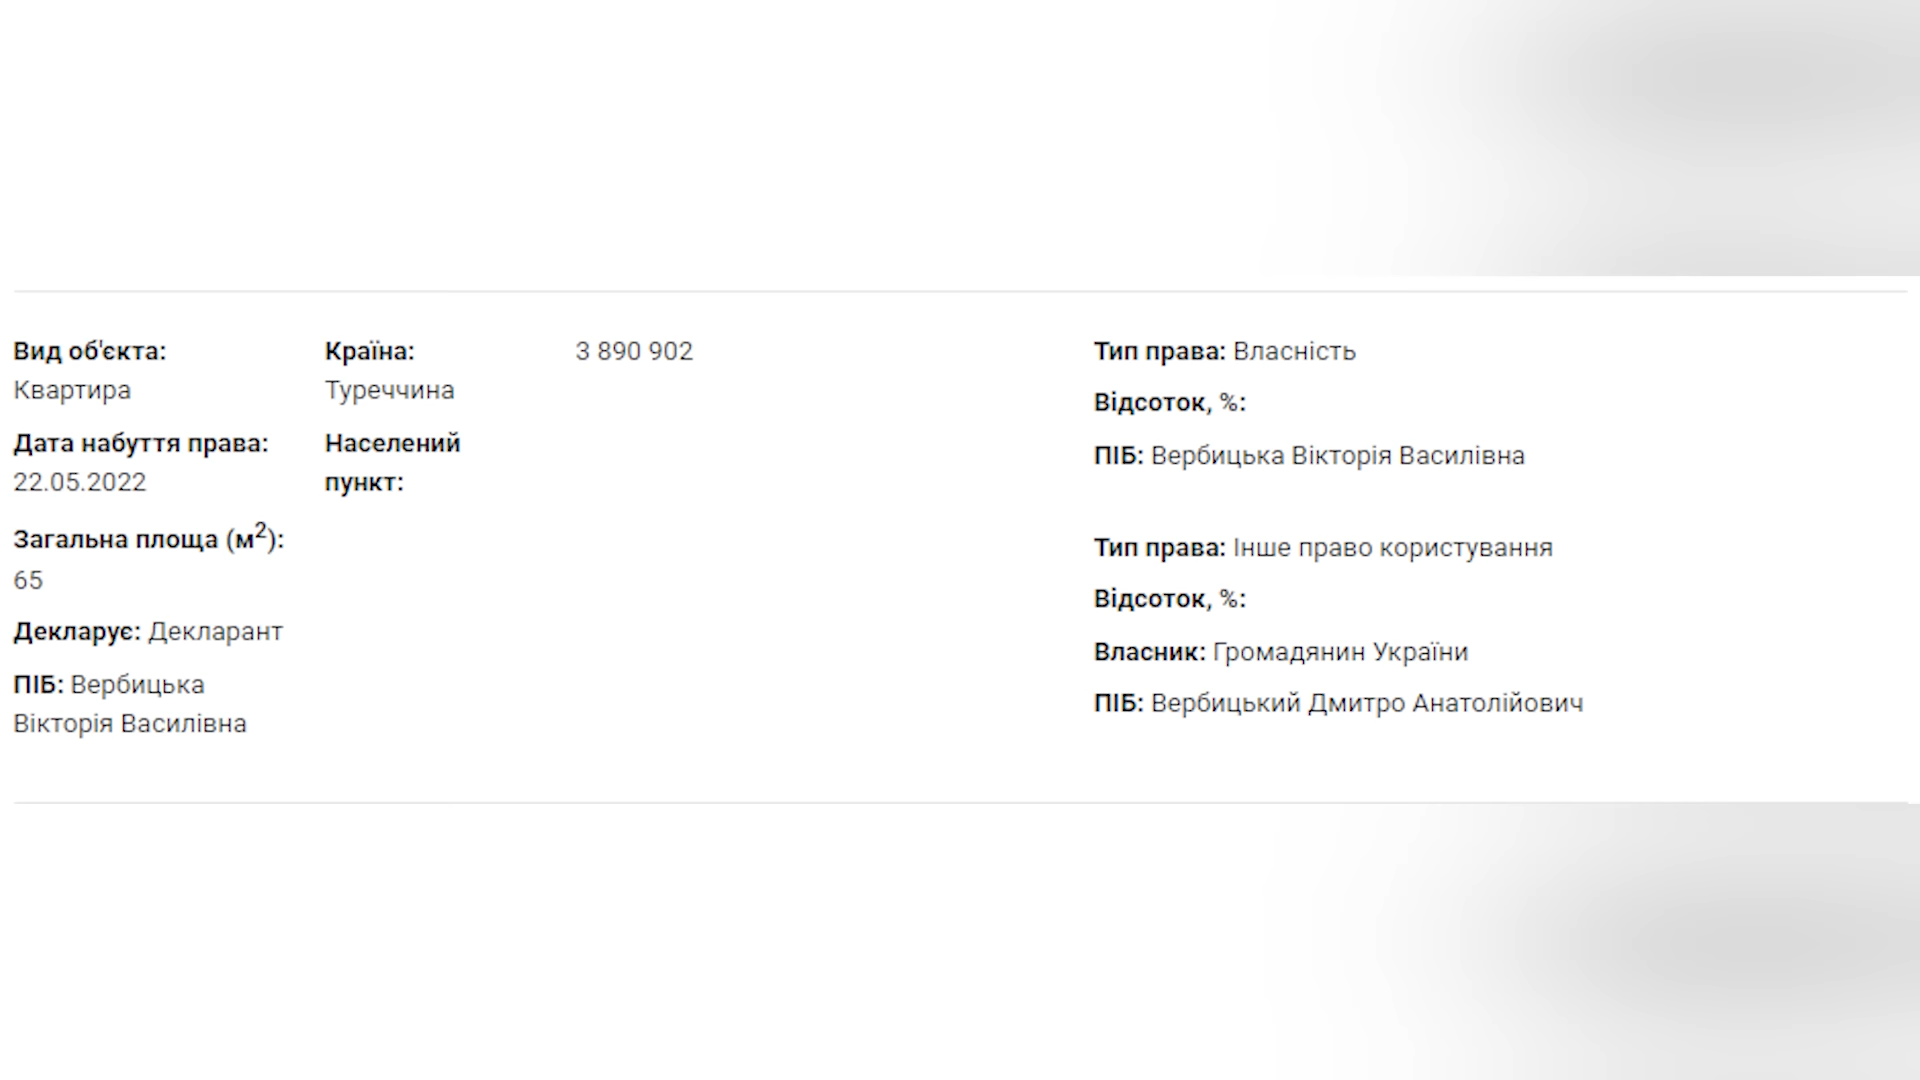 Вид об'єкта:
Квартира
Дата набуття права:
22.05.2022
Загальна площа (м²):
65
Декларує: Декларант
ПІБ: Вербицька
Вікторія Василівна
Країна:
Туреччина
Населений
пункт:
3 890 902
Тип права: Власність
Відсоток, %:
ПІБ: Вербицька Вікторія Василівна
Тип права: Інше право користування
Відсоток, %:
Власник: Громадянин України
ПІБ: Вербицький Дмитро Анатолійович